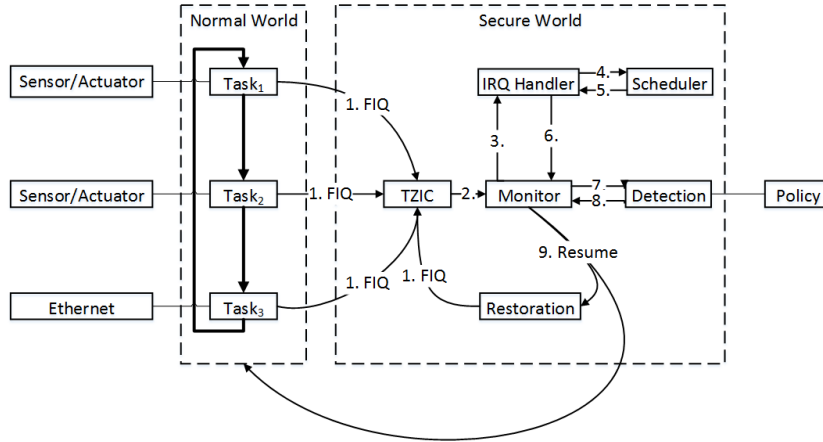 Normal World
Secure World
Sensor/Actuator
Task1
IRQ Handler
4.
5.
Scheduler
1. FIQ
3.
6.
Sensor/Actuator
Task2
1. FIQ
TZIC
2.
Monitor
7.
8.
Detection
Policy
9. Resume
1. FIQ
1. FIQ
Ethernet
Task3
Restoration